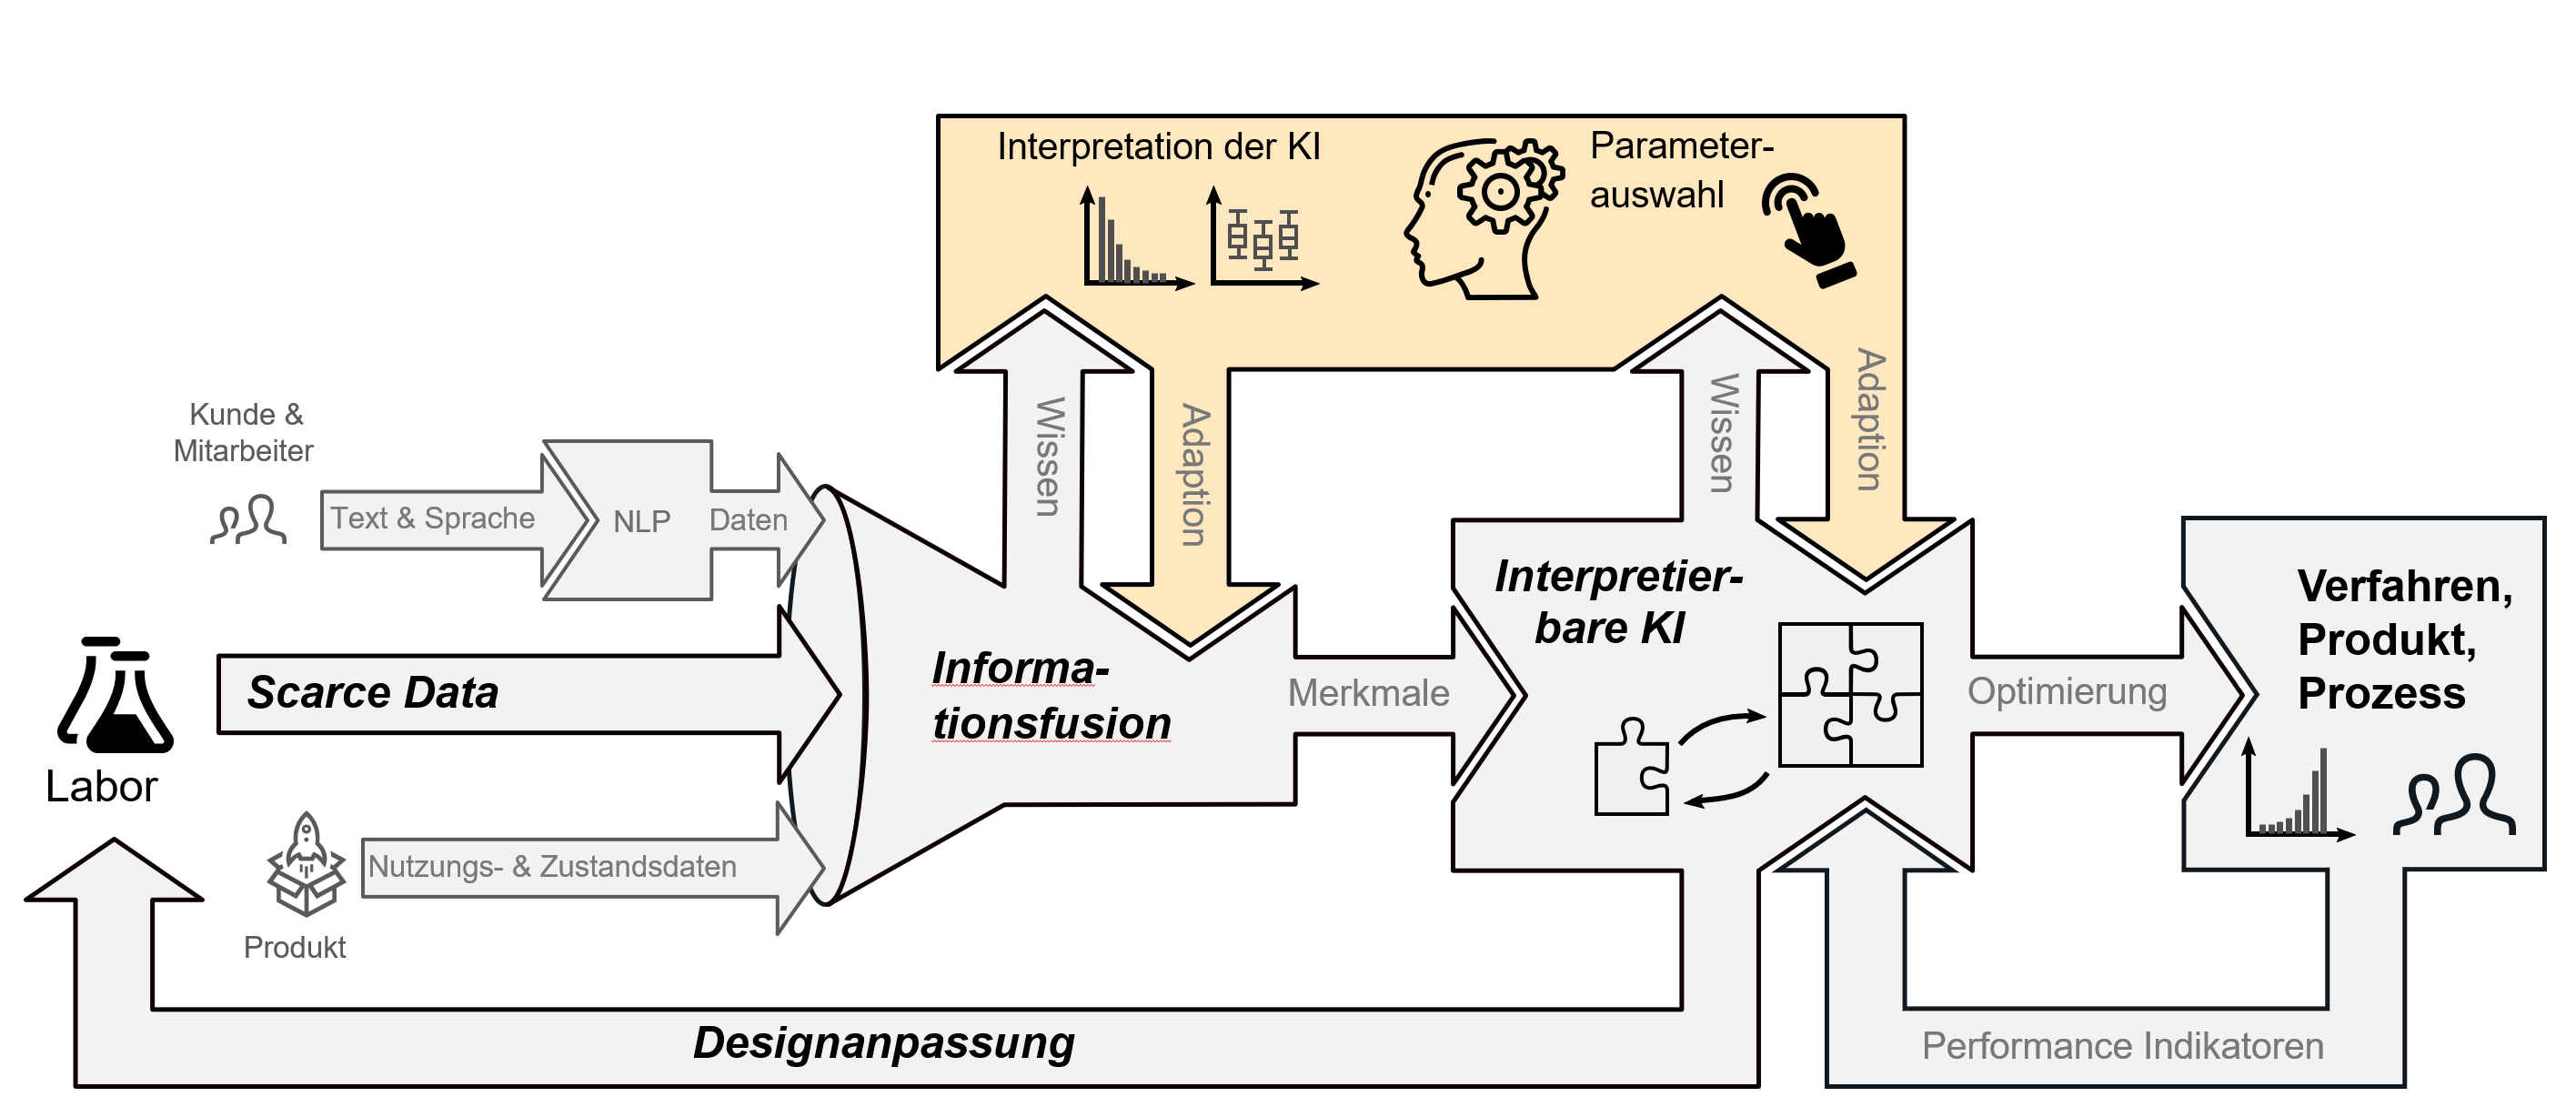 Interpretation der KI
Parameter-
auswahl
Wissen
Adaption
Wissen
Adaption
Kunde &
Mitarbeiter
Text & Sprache
NLP
Daten
Labor
Scarce Data
Produkt
Nutzungs- & Zustandsdaten
Informa-
tionsfusion
Merkmale
Interpretier-
bare KI
Optimierung
Verfahren,
Produkt,
Prozess
Designanpassung
Performance Indikatoren